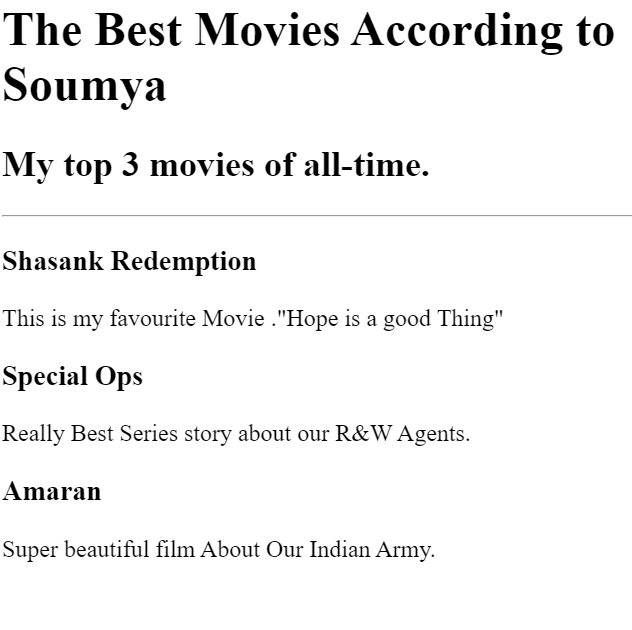 The Best Movies According to
Soumya
My top 3 movies of all-time.
Shasank Redemption
This is my favourite Movie ."Hope is a good Thing"
Special Ops
Really Best Series story about our R&W Agents.
Amaran
Super beautiful film About Our Indian Army.